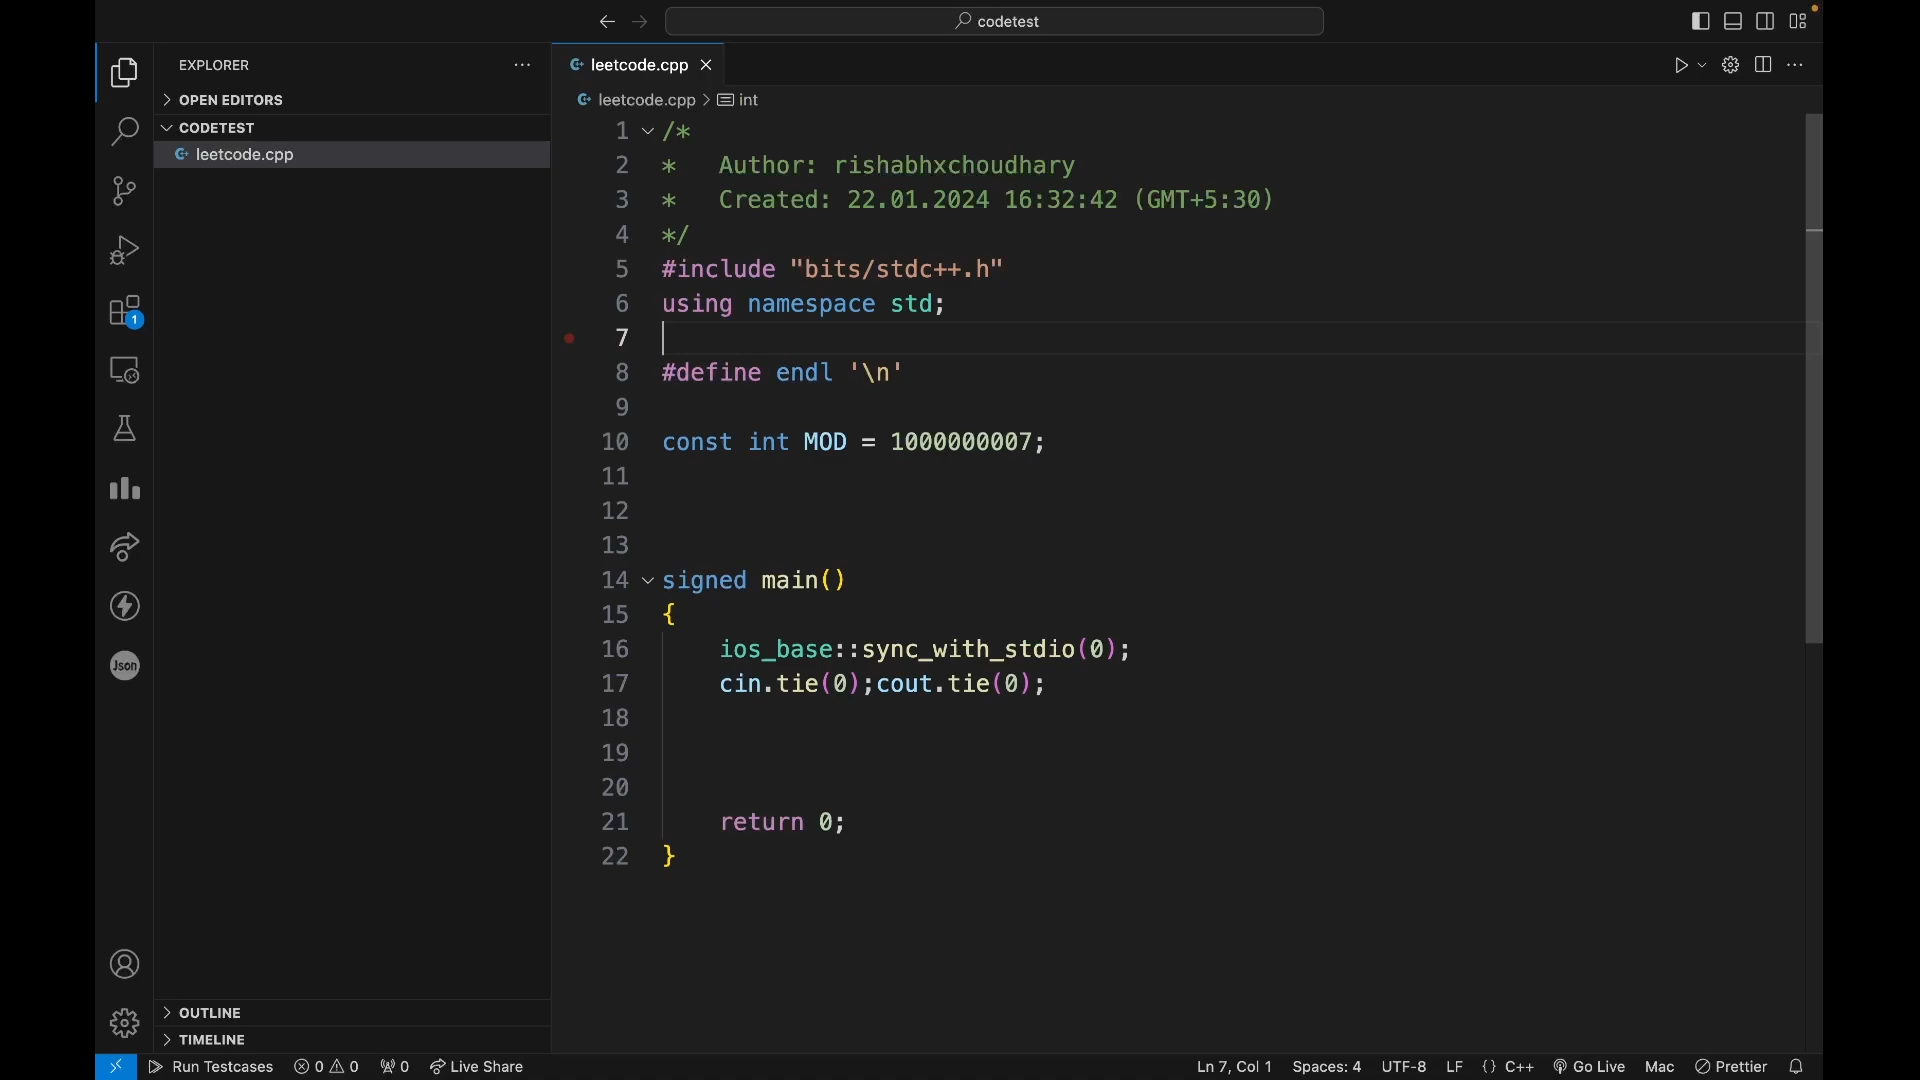 codetest
EXPLORER
OPEN EDITORS
CODETEST
leetcode.cpp
leetcode.cpp
leetcode.cpp > int
1 /*
2 *   Author: rishabhxchoudhary
3 *   Created: 22.01.2024 16:32:42 (GMT+5:30)
4 */
5 #include "bits/stdc++.h"
6 using namespace std;
7
8 #define endl '\n'
9
10 const int MOD = 1000000007;
11
12
13
14 signed main()
15 {
16     ios_base::sync_with_stdio(0);
17     cin.tie(0);cout.tie(0);
18
19
20
21     return 0;
22 }
1
Json
OUTLINE
TIMELINE
Run Testcases 0 0 0 Live Share Ln 7, Col 1 Spaces: 4 UTF-8 LF {} C++ Go Live Mac Prettier